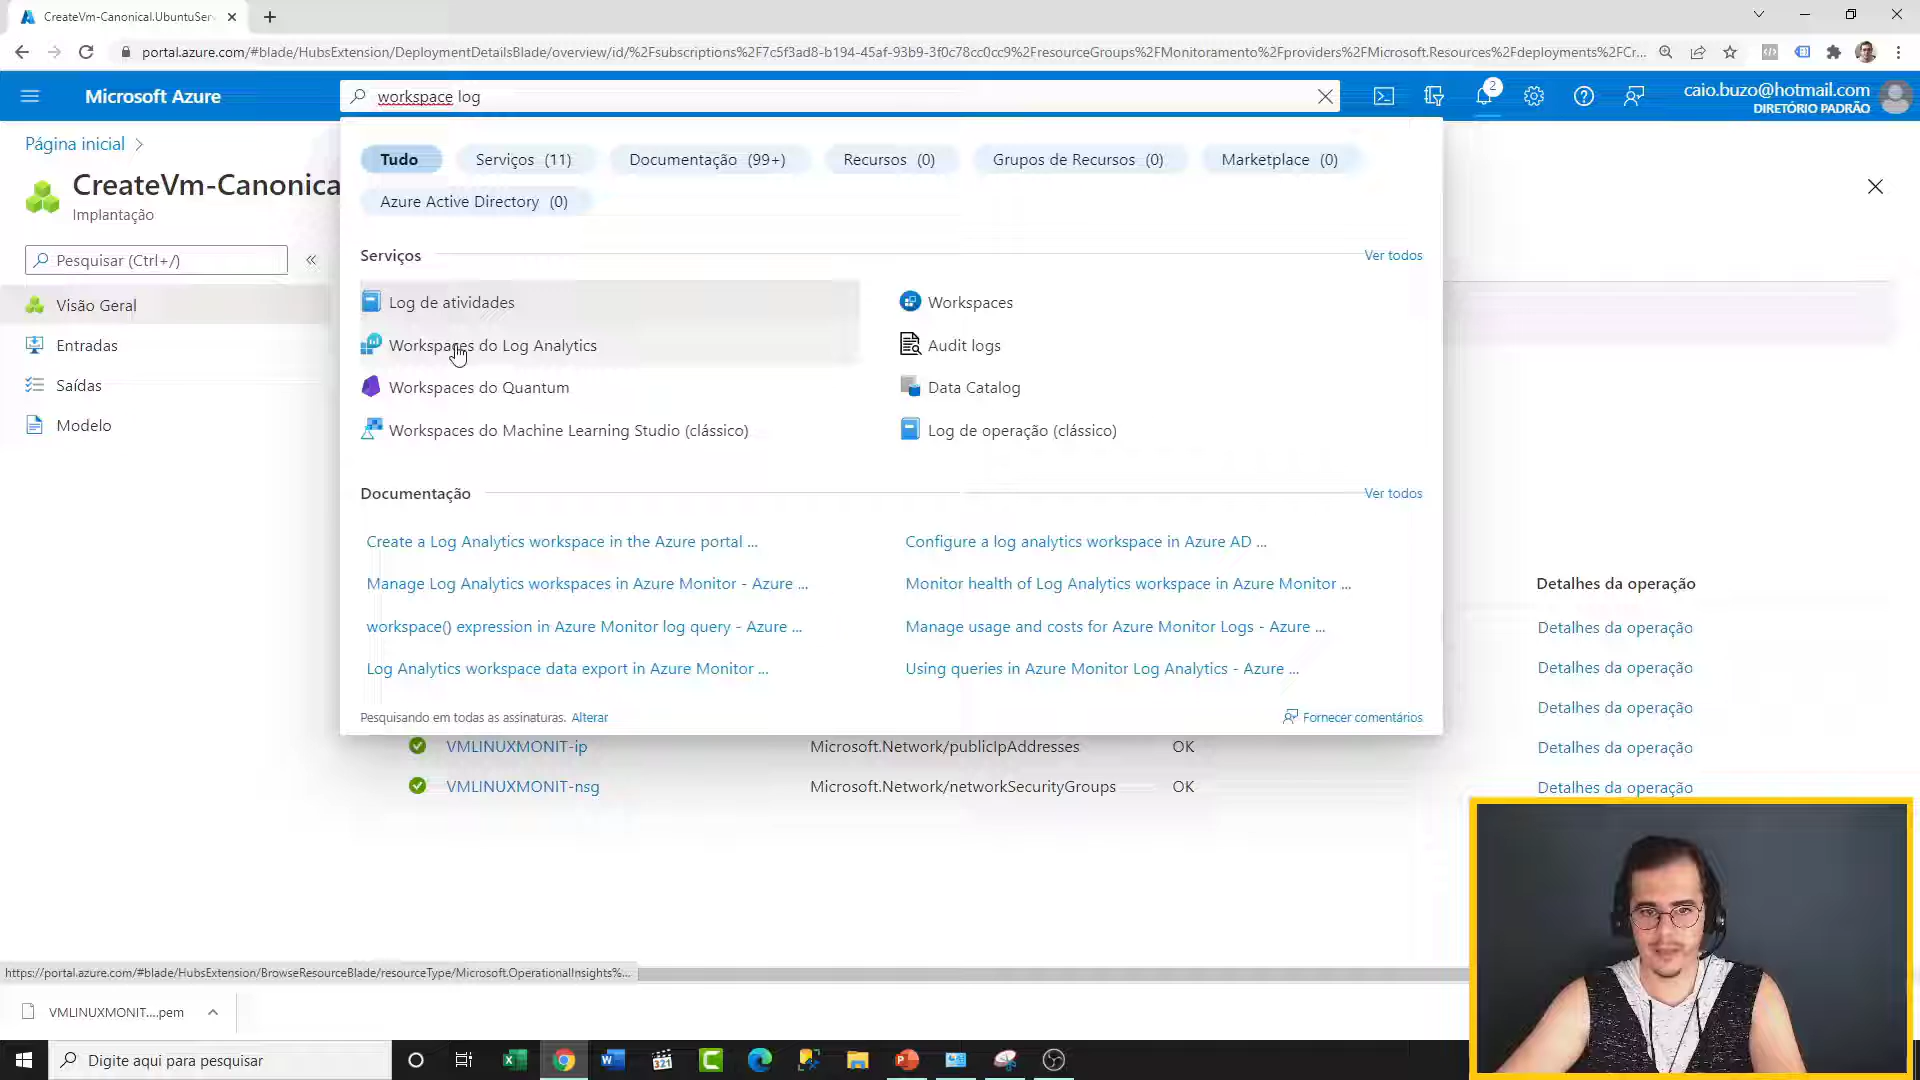 CreateVm-Canonical.UbuntuSer
portal.azure.com/#blade/HubsExtension/DeploymentDetailsBlade/overview/id/%2Fsubscriptions%2F7c5f3ad8-b194-45af-93b9-3f0c78cc0cc9%2FresourceGroups%2FMonitoramento%2Fproviders%2FMicrosoft.Resources%2Fdeployments%2FCr...
Microsoft Azure
workspace log
2
caio.buzo@hotmail.com
DIRETÓRIO PADRÃO
Página inicial
CreateVm-Canonica
Implantação
Pesquisar (Ctrl+/)
Visão Geral
Entradas
Saídas
Modelo
Tudo
Serviços (11)
Documentação (99+)
Recursos (0)
Grupos de Recursos (0)
Marketplace (0)
Azure Active Directory (0)
Serviços
Ver todos
Log de atividades
Workspaces
Workspaces do Log Analytics
Audit logs
Workspaces do Quantum
Data Catalog
Workspaces do Machine Learning Studio (clássico)
Log de operação (clássico)
Documentação
Ver todos
Create a Log Analytics workspace in the Azure portal ...
Configure a log analytics workspace in Azure AD ...
Manage Log Analytics workspaces in Azure Monitor - Azure ...
Monitor health of Log Analytics workspace in Azure Monitor ...
workspace() expression in Azure Monitor log query - Azure ...
Manage usage and costs for Azure Monitor Logs - Azure ...
Log Analytics workspace data export in Azure Monitor ...
Using queries in Azure Monitor Log Analytics - Azure ...
Pesquisando em todas as assinaturas. Alterar
Fornecer comentários
Detalhes da operação
Detalhes da operação
Detalhes da operação
Detalhes da operação
VMLINUXMONIT-ip Microsoft.Network/publicIpAddresses OK Detalhes da operação
VMLINUXMONIT-nsg Microsoft.Network/networkSecurityGroups OK Detalhes da operação
https://portal.azure.com/#blade/HubsExtension/BrowseResourceBlade/resourceType/Microsoft.OperationalInsights%...
VMLINUXMONIT....pem
Digite aqui para pesquisar
321